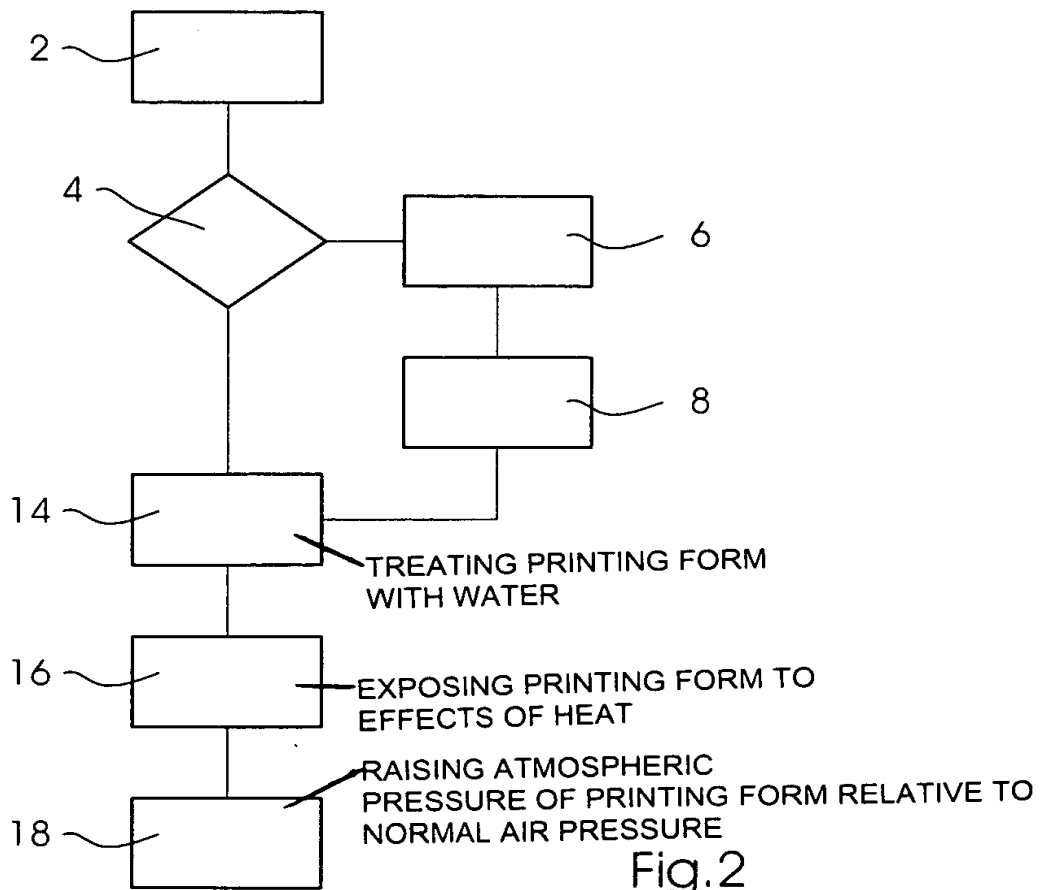 2
4
6
8
14
TREATING PRINTING FORM
WITH WATER
16
EXPOSING PRINTING FORM TO
EFFECTS OF HEAT
RAISING ATMOSPHERIC
PRESSURE OF PRINTING FORM RELATIVE TO
NORMAL AIR PRESSURE
18
Fig.2